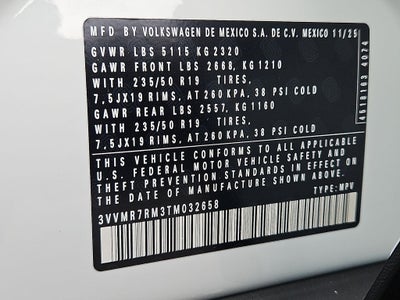 MFD BY VOLKSWAGEN DE MEXICO S.A. DE C.V. MEXICO 11/25
GVWR LBS 5115 KG 2320
GAWR FRONT LBS 2668, KG 1210
WITH 235/50 R19 TIRES,
7,5JX19 RIMS, AT 260 KPA, 38 PSI COLD
GAWR REAR LBS 2557, KG 1160
WITH 235/50 R19 TIRES,
7,5JX19 RIMS, AT 260 KPA, 38 PSI COLD
THIS VEHICLE CONFORMS TO ALL APPLICABLE
U.S. FEDERAL MOTOR VEHICLE SAFETY AND
THEFT PREVENTION STANDARDS IN EFFECT ON
THE DATE OF MANUFACTURE SHOWN ABOVE.
3VVMR7RM3TM032658 TYPE: MPV
4518103 4074